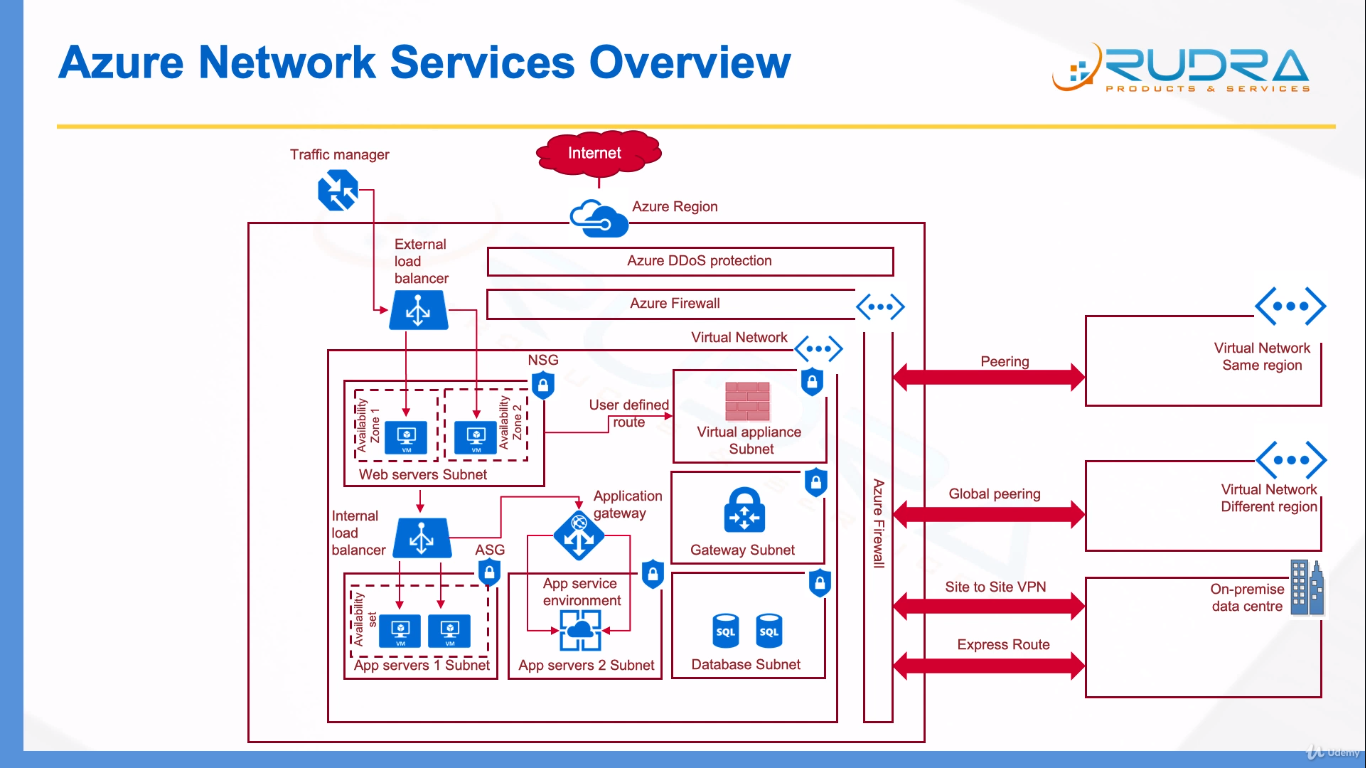 Azure Network Services Overview
RUDRA
PRODUCTS & SERVICES
Traffic manager
Internet
Azure Region
External
load
balancer
Azure DDoS protection
Azure Firewall
Virtual Network
NSG
Availability
Zone 1
VM
Availability
Zone 2
VM
Web servers Subnet
User defined
route
Virtual appliance
Subnet
Internal
load
balancer
Application
gateway
Gateway Subnet
ASG
Availability
set
VM
VM
App servers 1 Subnet
App service
environment
App servers 2 Subnet
SQL
SQL
Database Subnet
Azure Firewall
Peering
Virtual Network
Same region
Global peering
Virtual Network
Different region
Site to Site VPN
Express Route
On-premise
data centre
Udemy